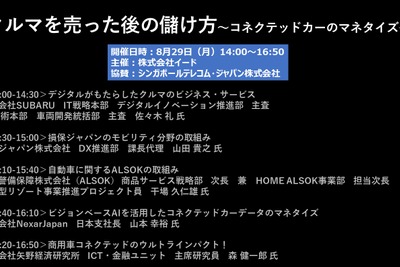 クルマを売った後の儲け方～コネクテッドカーのマネタイズ
開催日時：8月29日（月）14:00～16:50
主催：株式会社イード
協賛：シンガポールテレコム・ジャパン株式会社
:00-14:30＞デジタルがもたらしたクルマのビジネス・サービス
会社SUBARU　IT戦略本部　デジタルイノベーション推進部　主査
術本部　車両開発統括部　主査　佐々木 礼 氏
:30-15:00＞損保ジャパンのモビリティ分野の取組み
ジャパン株式会社　DX推進部　課長代理　山田 貴之 氏
:10-15:40＞自動車に関するALSOKの取組み
警備保障株式会社（ALSOK）商品サービス戦略部　次長　兼　HOME ALSOK事業部　担当次長
型リゾート事業推進プロジェクト員　干場 久仁雄 氏
:40-16:10＞ビジョンベースAIを活用したコネクテッドカーデータのマネタイズ
会社NexarJapan　日本支社長　山本 幸裕 氏
:20-16:50＞商用車コネクテッドのウルトラインパクト！
会社矢野経済研究所　ICT・金融ユニット　主席研究員　森 健一郎 氏